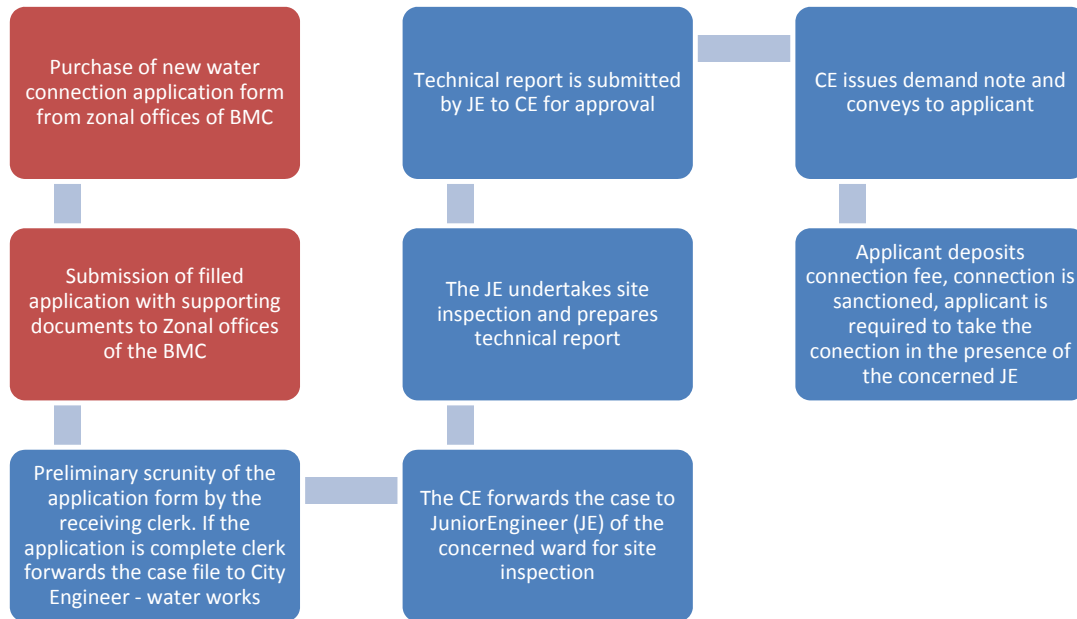 Purchase of new water
connection application form
from zonal offices of BMC
Submission of filled
application with supporting
documents to Zonal offices
of the BMC
Preliminary scrunity of the
application form by the
receiving clerk. If the
application is complete clerk
forwards the case file to City
Engineer - water works
The CE forwards the case to
JuniorEngineer (JE) of the
concerned ward for site
inspection
The JE undertakes site
inspection and prepares
technical report
Technical report is submitted
by JE to CE for approval
CE issues demand note and
conveys to applicant
Applicant deposits
connection fee, connection is
sanctioned, applicant is
required to take the
conection in the presence of
the concerned JE